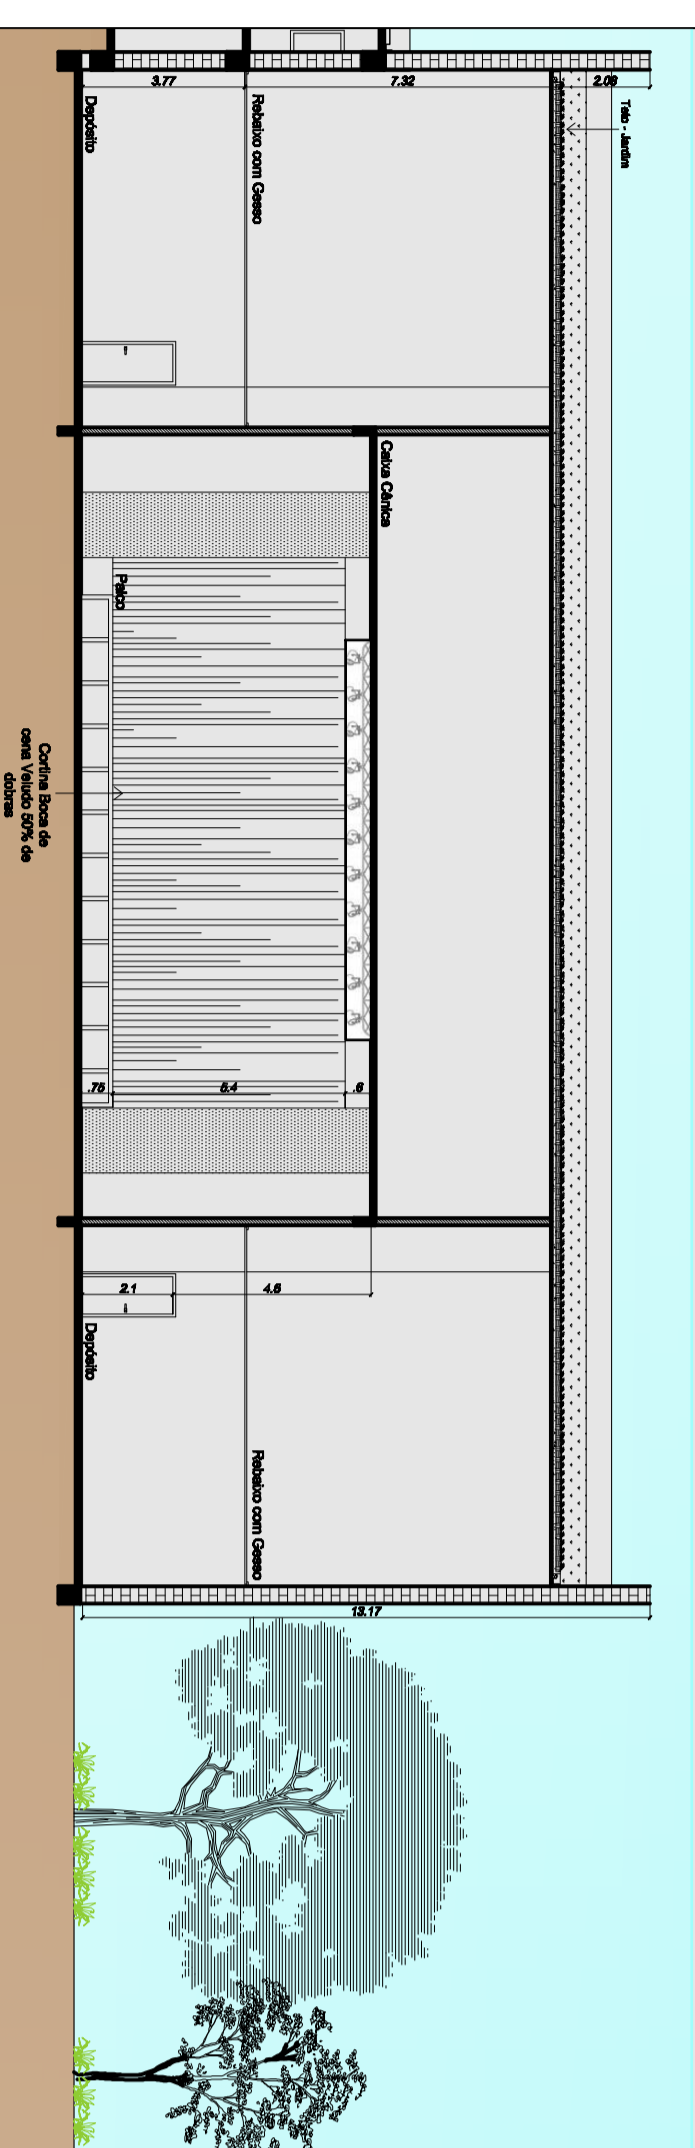 3.77
7.32
2.08
Teto - Jardim
Depósito
Rebaixo com Gesso
Caixa Cênica
Palco
Cortina Boca de
cena Veludo 50% de
dobras
.75
5.4
.6
2.1
4.6
Depósito
Rebaixo com Gesso
13.17